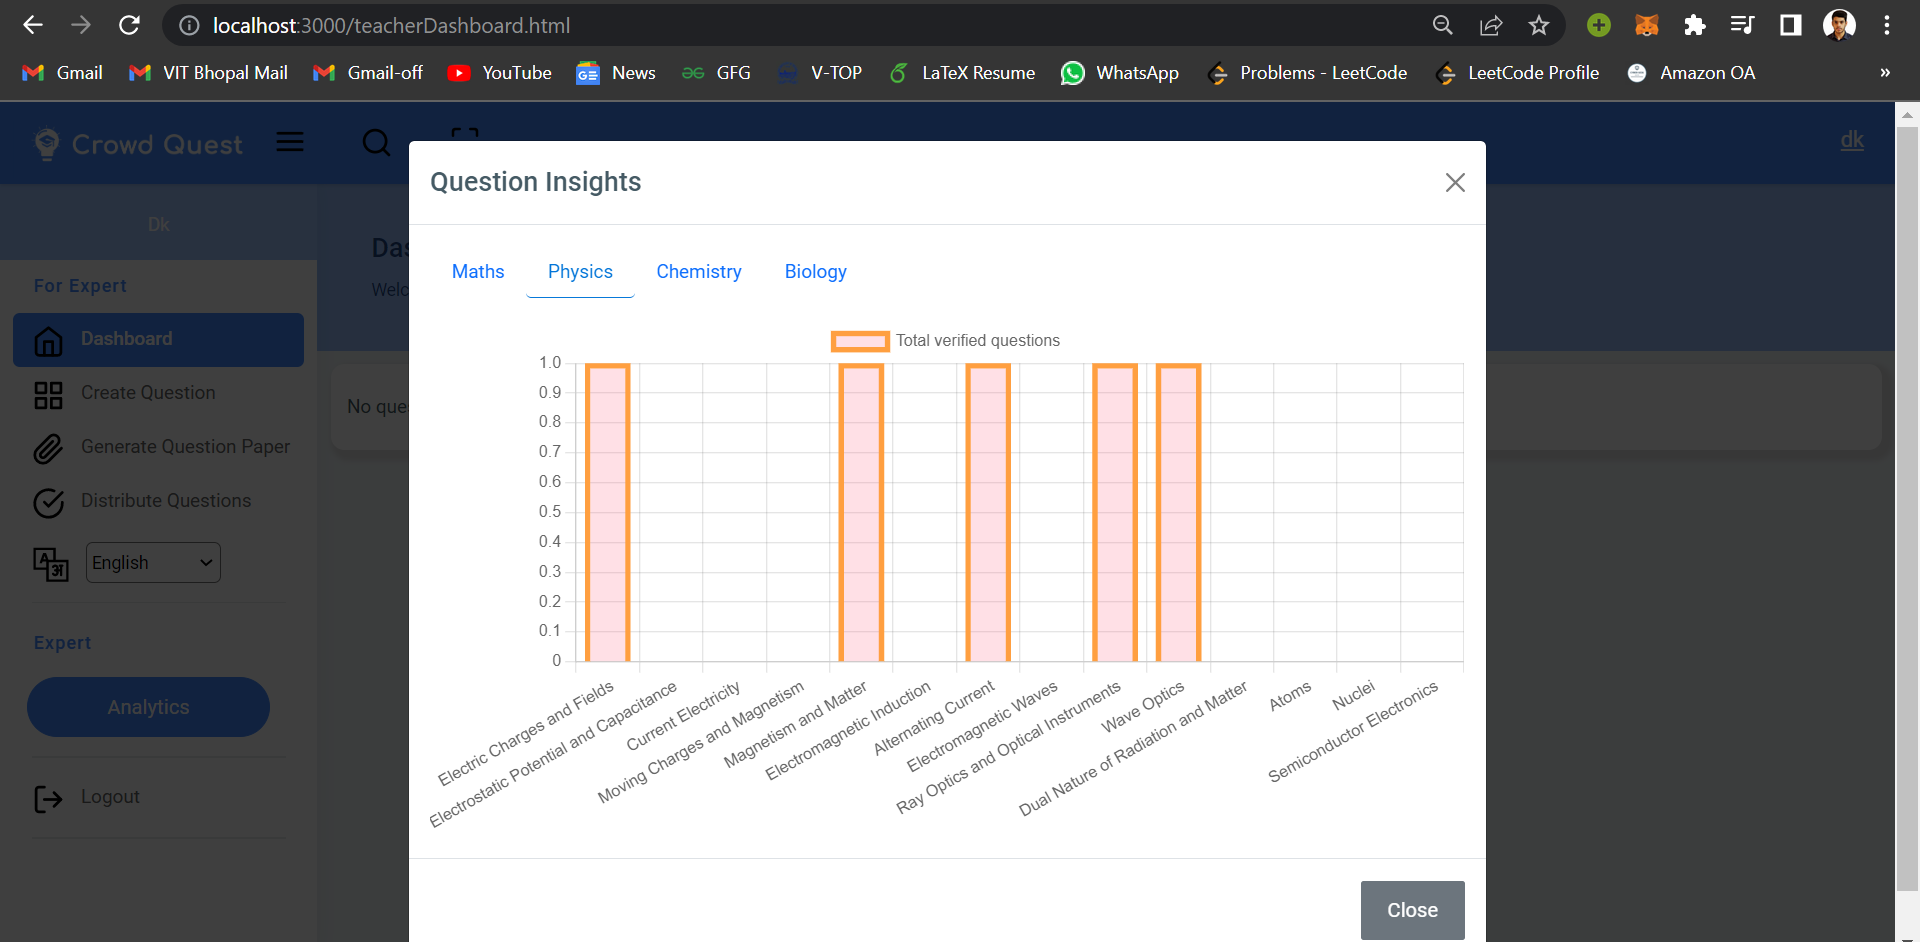 localhost:3000/teacherDashboard.html
Gmail VIT Bhopal Mail Gmail-off YouTube News GFG V-TOP LaTeX Resume WhatsApp Problems - LeetCode LeetCode Profile Amazon OA »
Crowd Quest
dk
Dk
For Expert
Dashboard
Create Question
Generate Question Paper
Distribute Questions
English
Expert
Analytics
Logout
Question Insights
Maths Physics Chemistry Biology
Total verified questions
1.0
0.9
0.8
0.7
0.6
0.5
0.4
0.3
0.2
0.1
0
Electric Charges and Fields
Electrostatic Potential and Capacitance
Current Electricity
Moving Charges and Magnetism
Magnetism and Matter
Electromagnetic Induction
Alternating Current
Electromagnetic Waves
Ray Optics and Optical Instruments
Wave Optics
Dual Nature of Radiation and Matter
Atoms
Nuclei
Semiconductor Electronics
Close